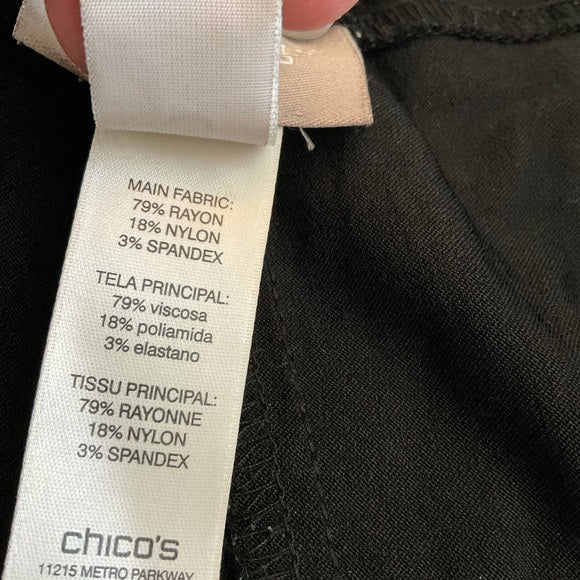 MAIN FABRIC:
79% RAYON
18% NYLON
3% SPANDEX
TELA PRINCIPAL:
79% viscosa
18% poliamida
3% elastano
TISSU PRINCIPAL:
79% RAYONNE
18% NYLON
3% SPANDEX
chico's
11215 METRO PARKWAY